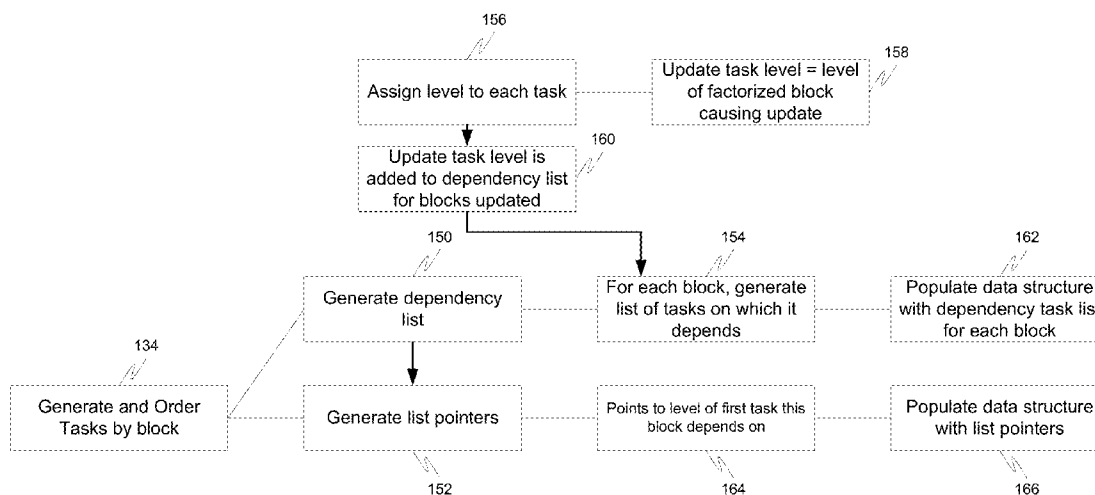 156
Assign level to each task
Update task level = level
of factorized block
causing update
158
Update task level is
added to dependency list
for blocks updated
160
150
Generate dependency
list
154
For each block, generate
list of tasks on which it
depends
162
Populate data structure
with dependency task list
for each block
134
Generate and Order
Tasks by block
Generate list pointers
152
Points to level of first task this
block depends on
164
Populate data structure
with list pointers
166